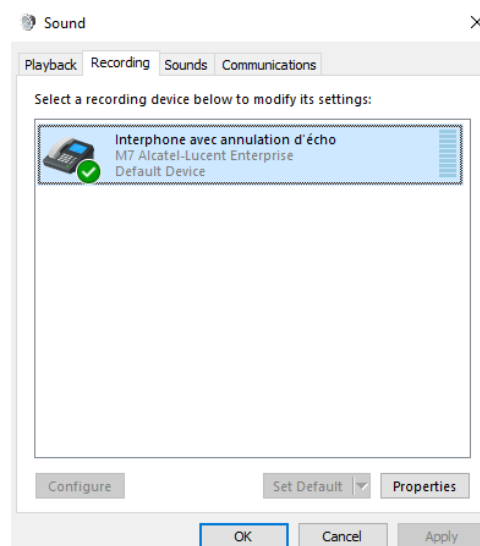 Sound
Playback Recording Sounds Communications
Select a recording device below to modify its settings:
Interphone avec annulation d'écho
M7 Alcatel-Lucent Enterprise
Default Device
Configure Set Default Properties
OK Cancel Apply